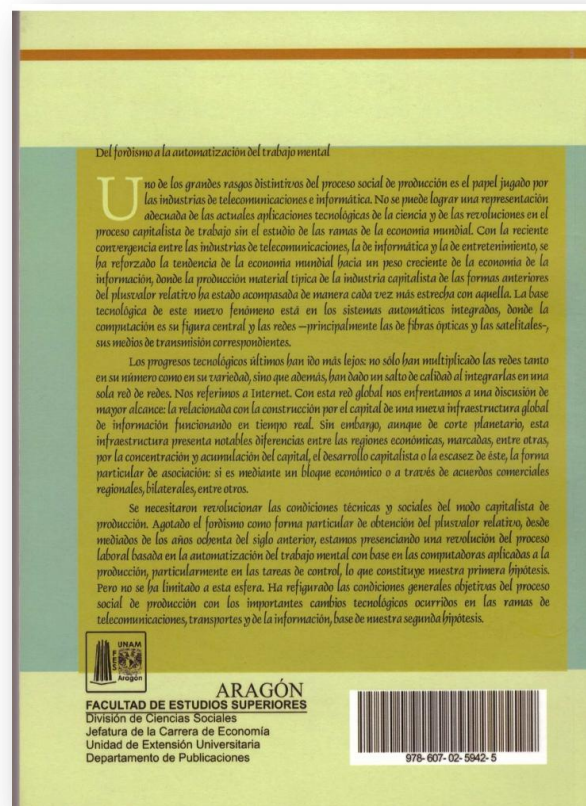 Del fordismo a la automatización del trabajo mental
Uno de los grandes rasgos distintivos del proceso social de producción es el papel jugado por
las industrias de telecomunicaciones e informática. No se puede lograr una representación
adecuada de las actuales aplicaciones tecnológicas de la ciencia y de las revoluciones en el
proceso capitalista de trabajo sin el estudio de las ramas de la economía mundial. Con la reciente
convergencia entre las industrias de telecomunicaciones, la de informática y la de entretenimiento, se
ha reforzado la tendencia de la economía mundial hacia un peso creciente de la economía de la
información, donde la producción material típica de la industria capitalista de las formas anteriores
del plusvalor relativo ha estado acompasada de manera cada vez más estrecha con aquella. La base
tecnológica de este nuevo fenómeno está en los sistemas automáticos integrados, donde la
computación es su figura central y las redes –principalmente las de fibras ópticas y las satelitales–,
sus medios de transmisión correspondientes.
Los progresos tecnológicos últimos han ido más lejos: no sólo han multiplicado las redes tanto
en su número como en su variedad, sino que además, han dado un salto de calidad al integrarlas en una
sola red de redes. Nos referimos a Internet. Con esta red global nos enfrentamos a una discusión de
mayor alcance: la relacionada con la construcción por el capital de una nueva infraestructura global
de información funcionando en tiempo real. Sin embargo, aunque de corte planetario, esta
infraestructura presenta notables diferencias entre las regiones económicas, marcadas, entre otras,
por la concentración y acumulación del capital, el desarrollo capitalista o la escasez de éste, la forma
particular de asociación: si es mediante un bloque económico o a través de acuerdos comerciales
regionales, bilaterales, entre otros.
Se necesitaron revolucionar las condiciones técnicas y sociales del modo capitalista de
producción. Agotado el fordismo como forma particular de obtención del plusvalor relativo, desde
mediados de los años ochenta del siglo anterior, estamos presenciando una revolución del proceso
laboral basada en la automatización del trabajo mental con base en las computadoras aplicadas a la
producción, particularmente en las tareas de control, lo que constituye nuestra primera hipótesis.
Pero no se ha limitado a esta esfera. Ha refigurado las condiciones generales objetivas del proceso
social de producción con los importantes cambios tecnológicos ocurridos en las ramas de
telecomunicaciones, transportes y de la información, base de nuestra segunda hipótesis.
UNAM
FES
Aragón
ARAGÓN
FACULTAD DE ESTUDIOS SUPERIORES
División de Ciencias Sociales
Jefatura de la Carrera de Economía
Unidad de Extensión Universitaria
Departamento de Publicaciones
978-607-02-5942-5